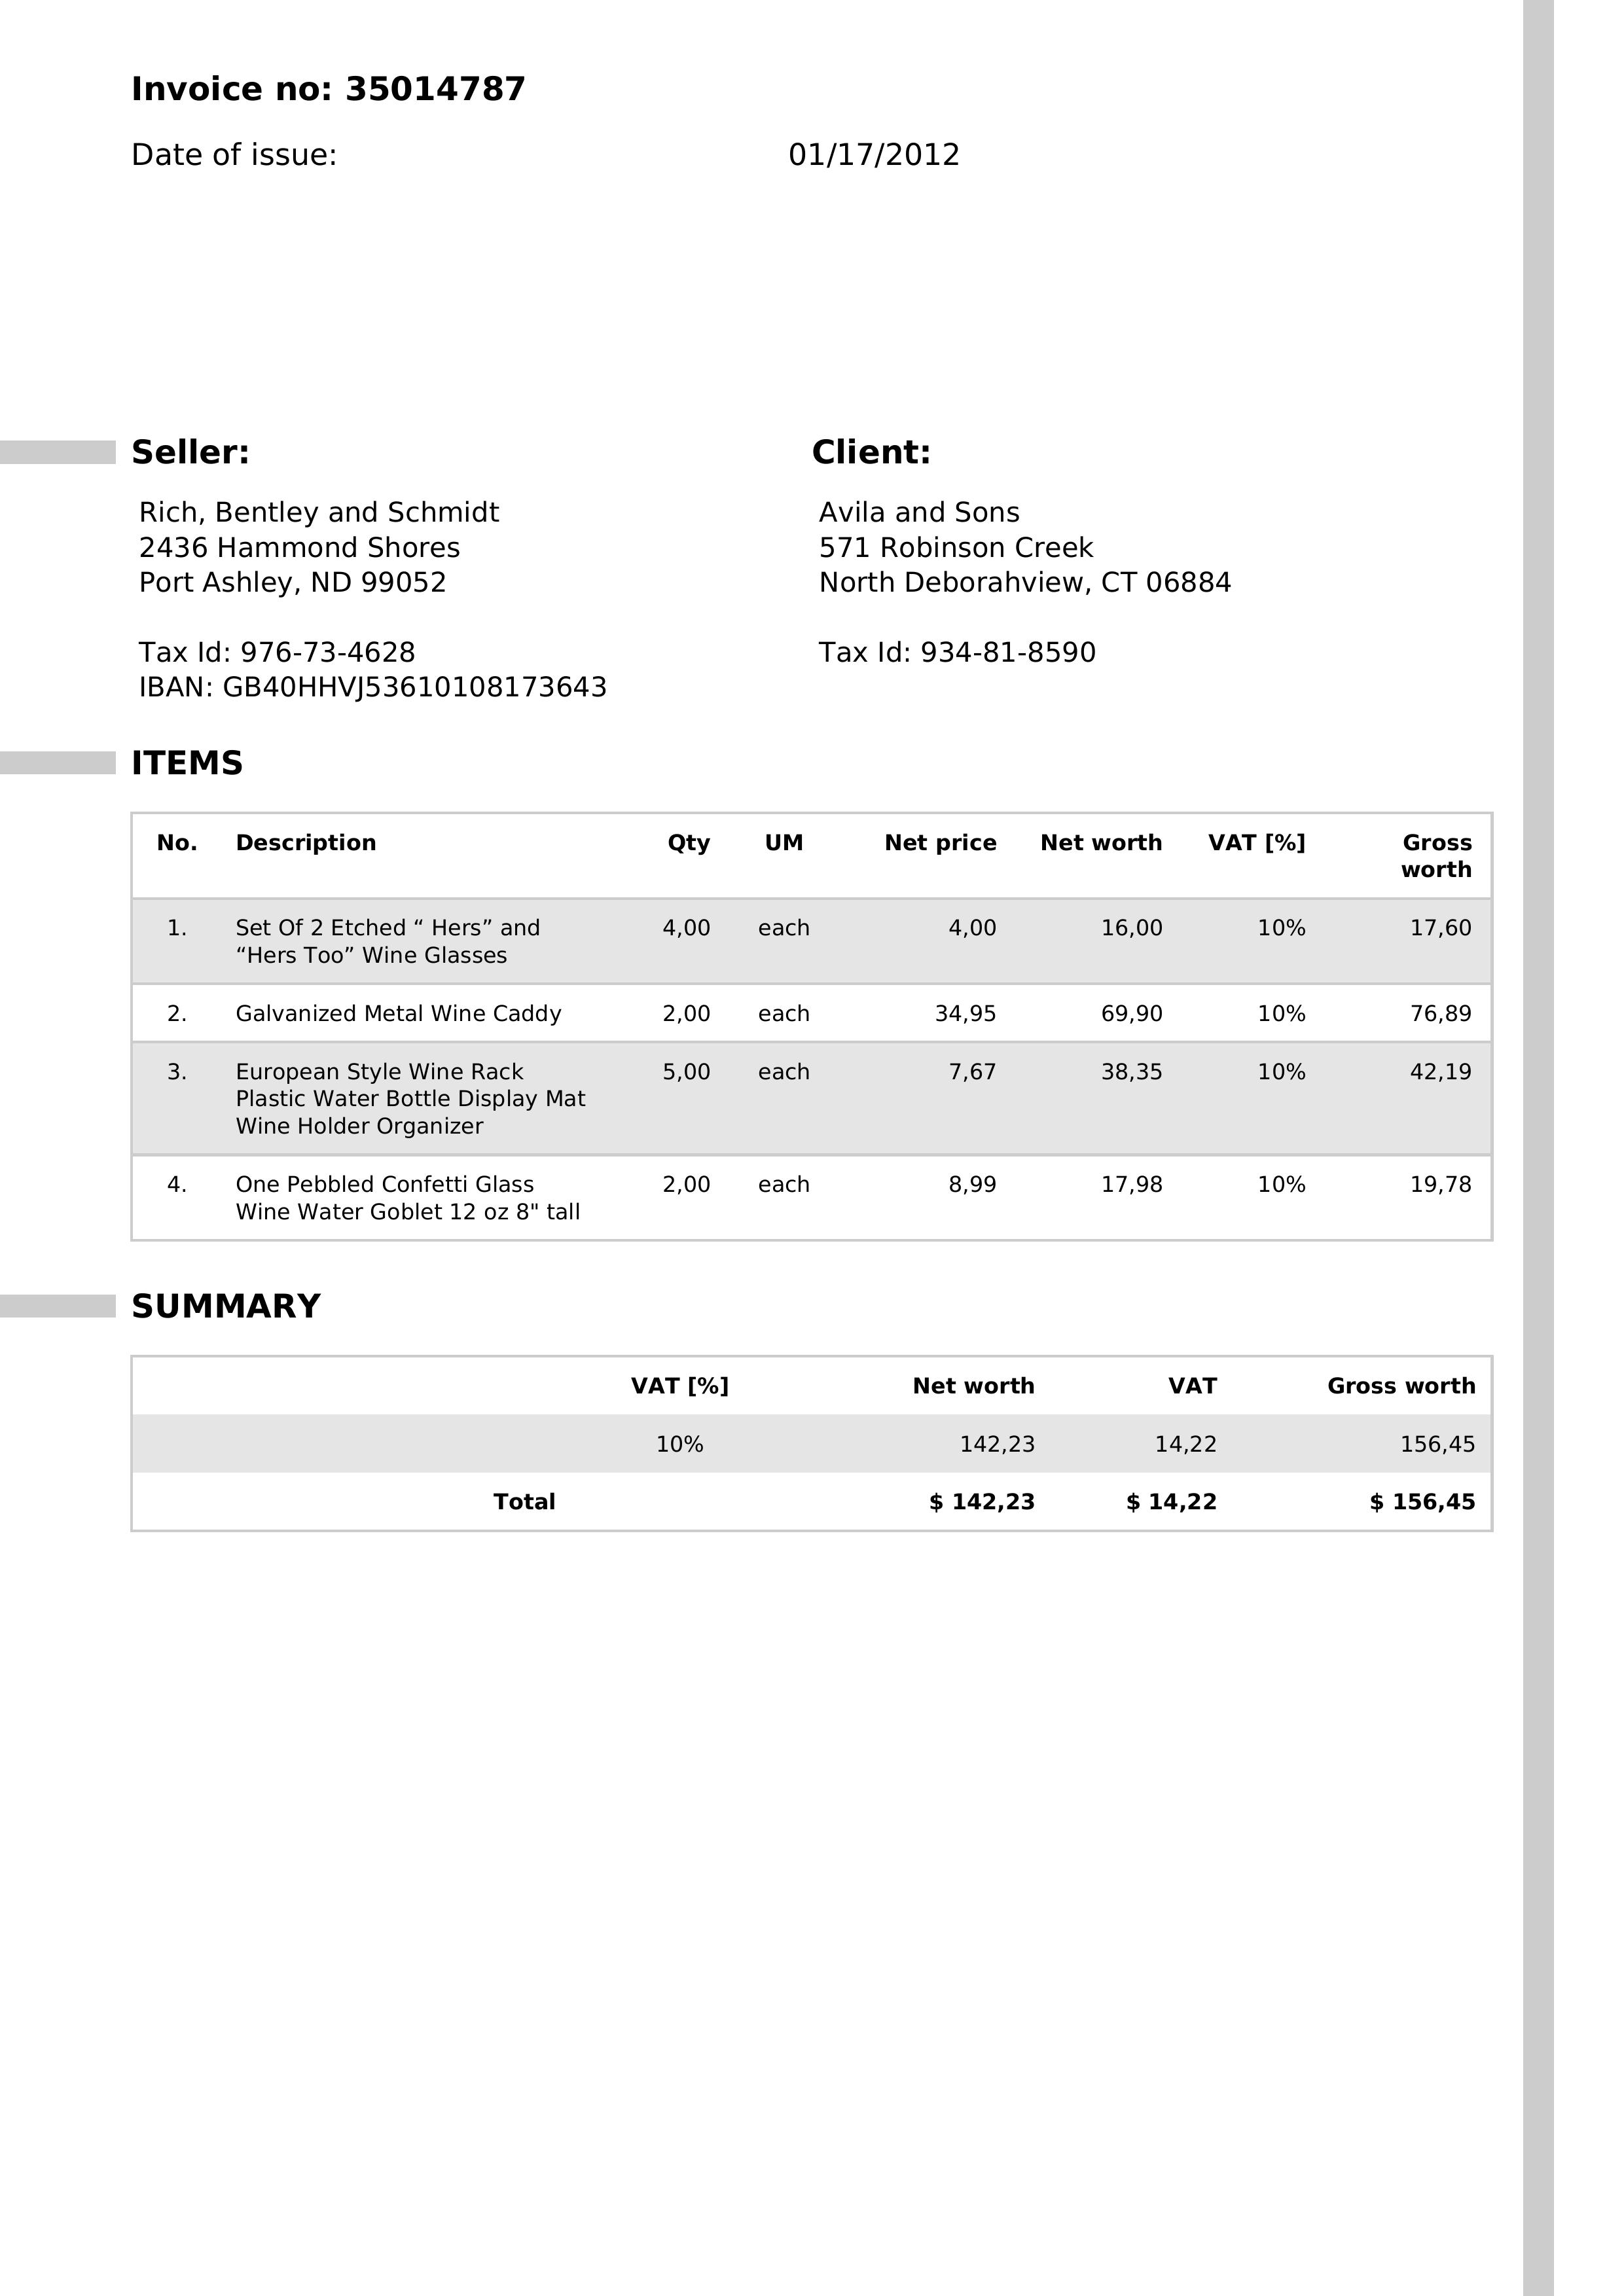 Invoice no: 35014787
Date of issue: 01/17/2012
Seller:
Rich, Bentley and Schmidt
2436 Hammond Shores
Port Ashley, ND 99052
Tax Id: 976-73-4628
IBAN: GB40HHVJ53610108173643
Client:
Avila and Sons
571 Robinson Creek
North Deborahview, CT 06884
Tax Id: 934-81-8590
ITEMS
No. Description Qty UM Net price Net worth VAT [%] Gross
worth
1. Set Of 2 Etched “ Hers” and 4,00 each 4,00 16,00 10% 17,60
“Hers Too” Wine Glasses
2. Galvanized Metal Wine Caddy 2,00 each 34,95 69,90 10% 76,89
3. European Style Wine Rack 5,00 each 7,67 38,35 10% 42,19
Plastic Water Bottle Display Mat
Wine Holder Organizer
4. One Pebbled Confetti Glass 2,00 each 8,99 17,98 10% 19,78
Wine Water Goblet 12 oz 8" tall
SUMMARY
VAT [%] Net worth VAT Gross worth
10% 142,23 14,22 156,45
Total $ 142,23 $ 14,22 $ 156,45